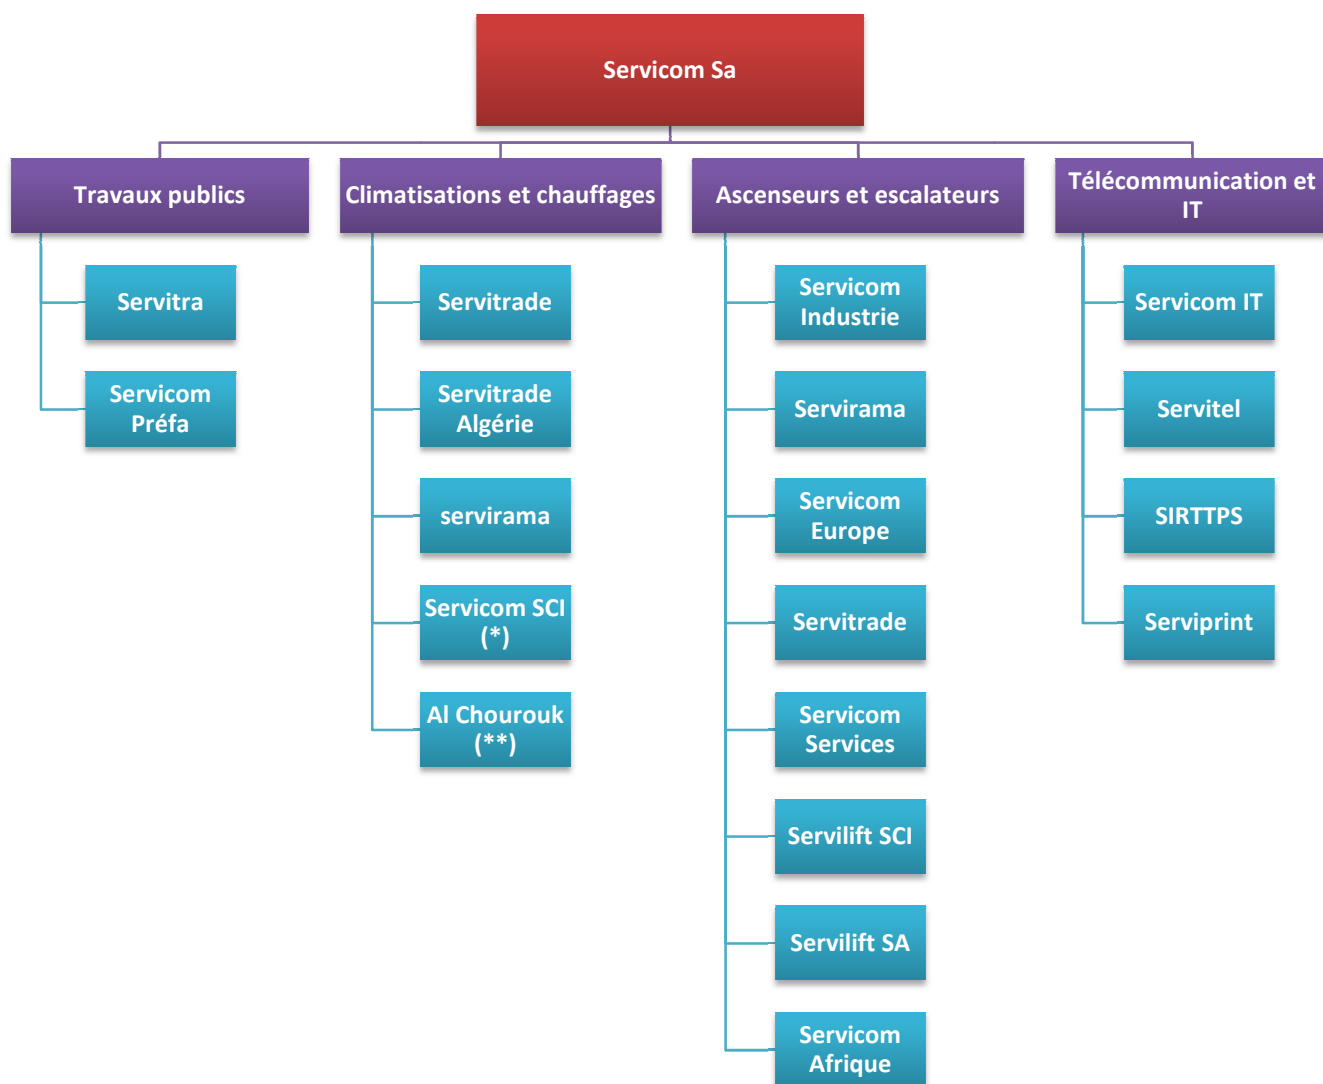 Servicom Sa
Travaux publics
Climatisations et chauffages
Ascenseurs et escalateurs
Télécommunication et
IT
Servitra
Servicom
Préfa
Servitrade
Servitrade
Algérie
servirama
Servicom SCI
(*)
Al Chourouk
(**)
Servicom
Industrie
Servirama
Servicom
Europe
Servitrade
Servicom
Services
Servilift SCI
Servilift SA
Servicom
Afrique
Servicom IT
Servitel
SIRTTPS
Serviprint